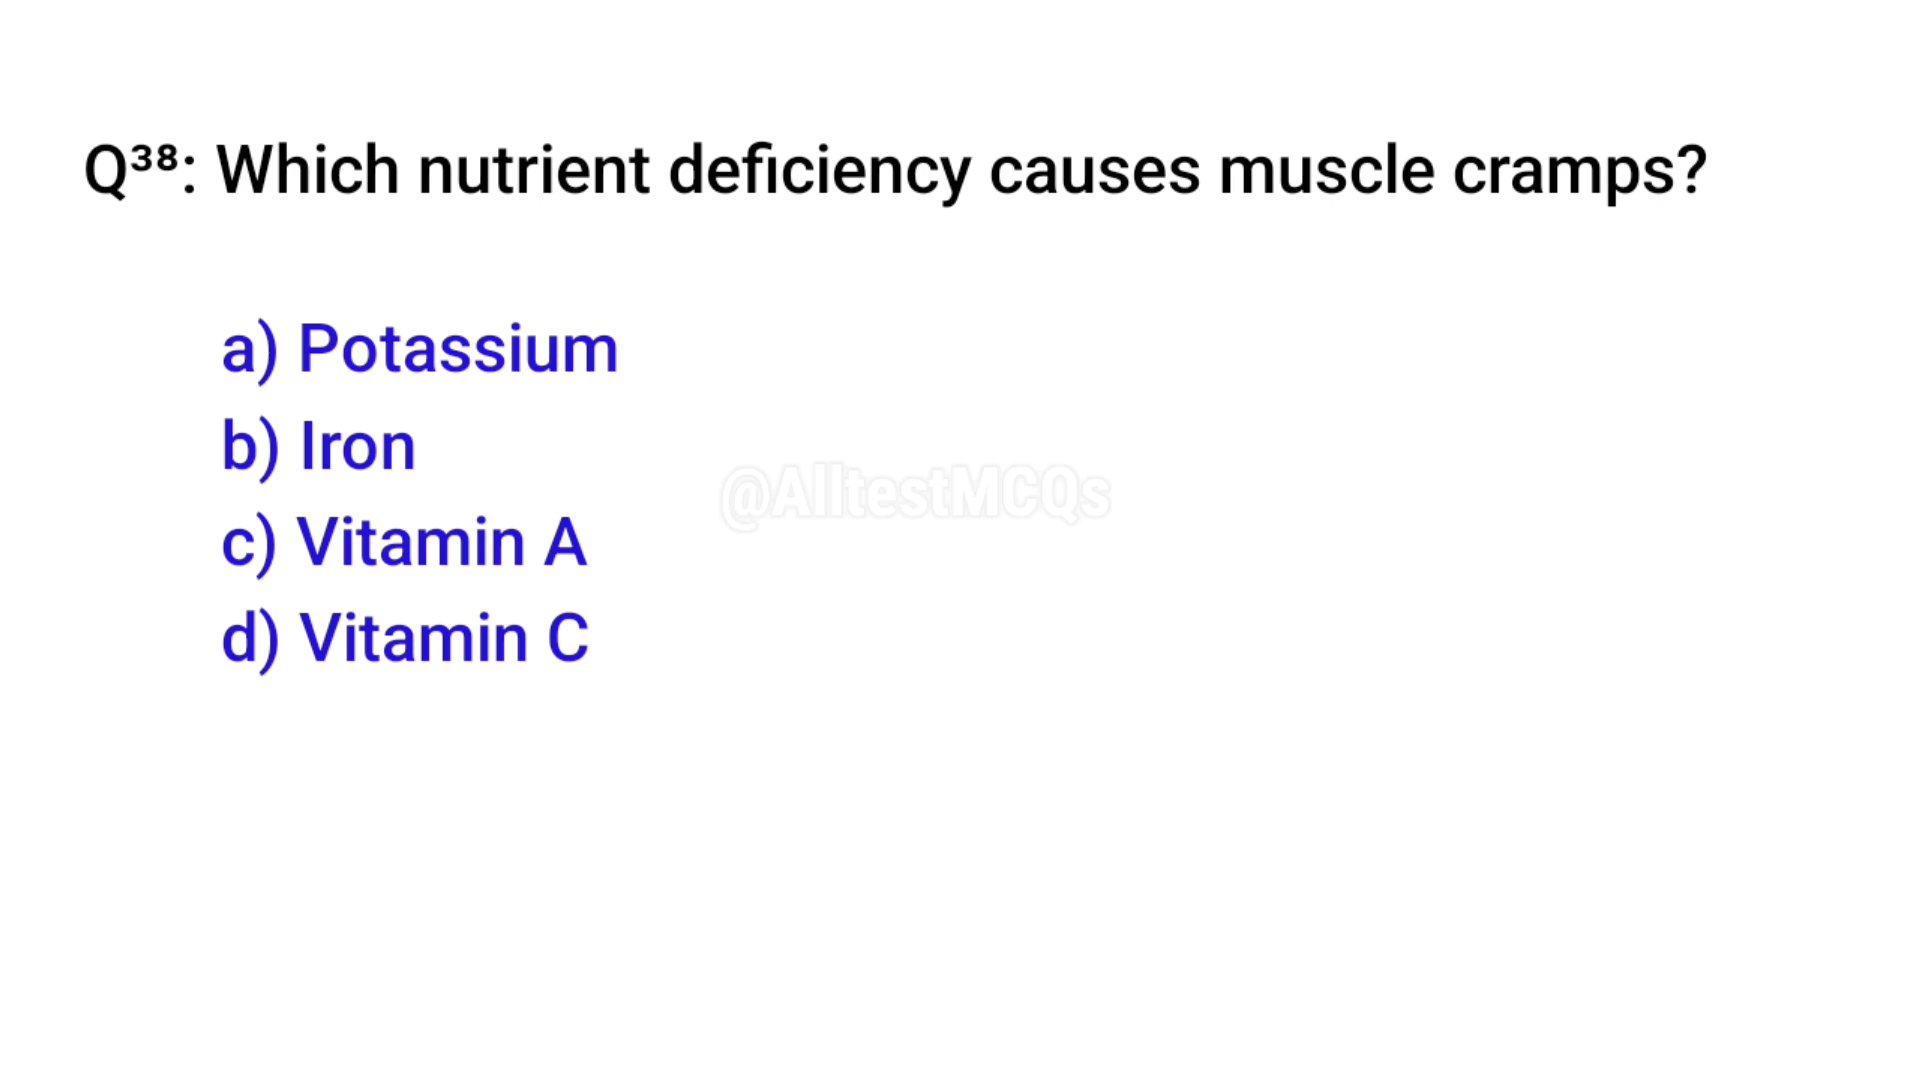 Q³⁸: Which nutrient deficiency causes muscle cramps?
a) Potassium
b) Iron
@AlltestMCQs
c) Vitamin A
d) Vitamin C